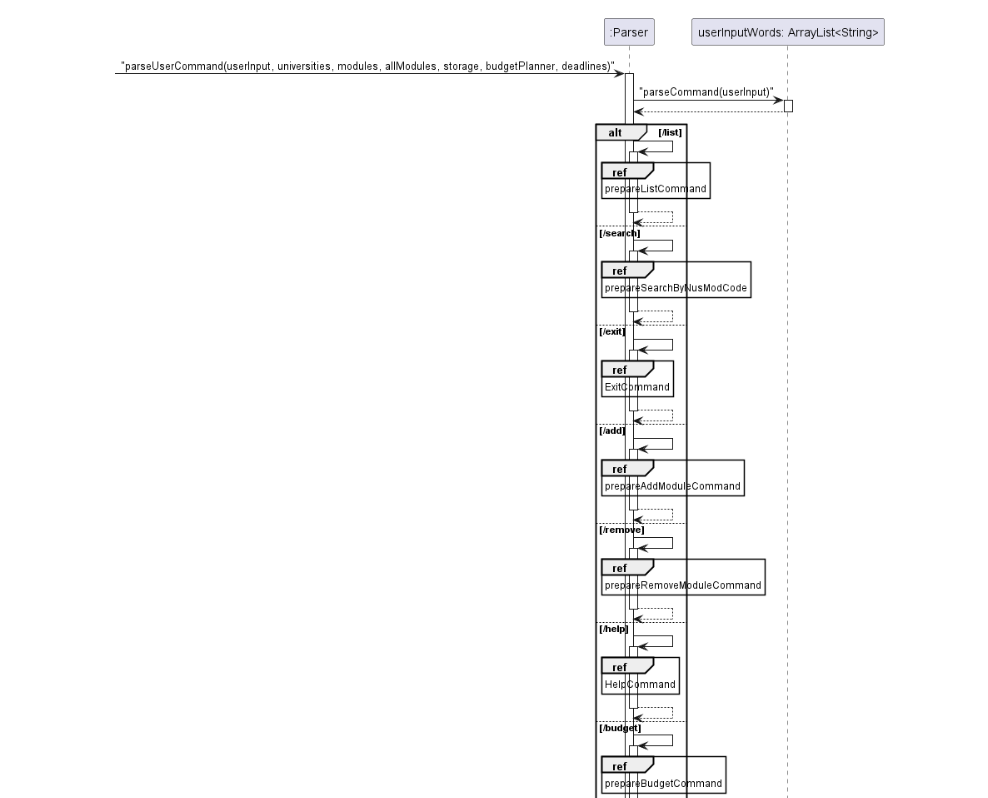 :Parser
userInputWords: ArrayList<String>
"parseUserCommand(userInput, universities, modules, allModules, storage, budgetPlanner, deadlines)"
"parseCommand(userInput)"
alt [/list]
ref
prepareListCommand
[/search]
ref
prepareSearchByNusModCode
[/exit]
ref
ExitCommand
[/add]
ref
prepareAddModuleCommand
[/remove]
ref
prepareRemoveModuleCommand
[/help]
ref
HelpCommand
[/budget]
ref
prepareBudgetCommand